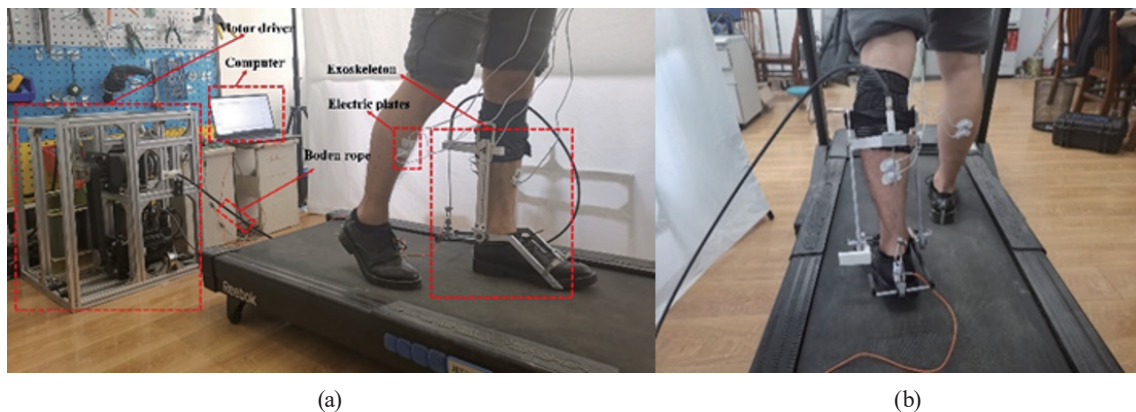 Motor driver
Computer
Exoskeleton
Electric plates
Boden rope
Reebok
(a)
(b)